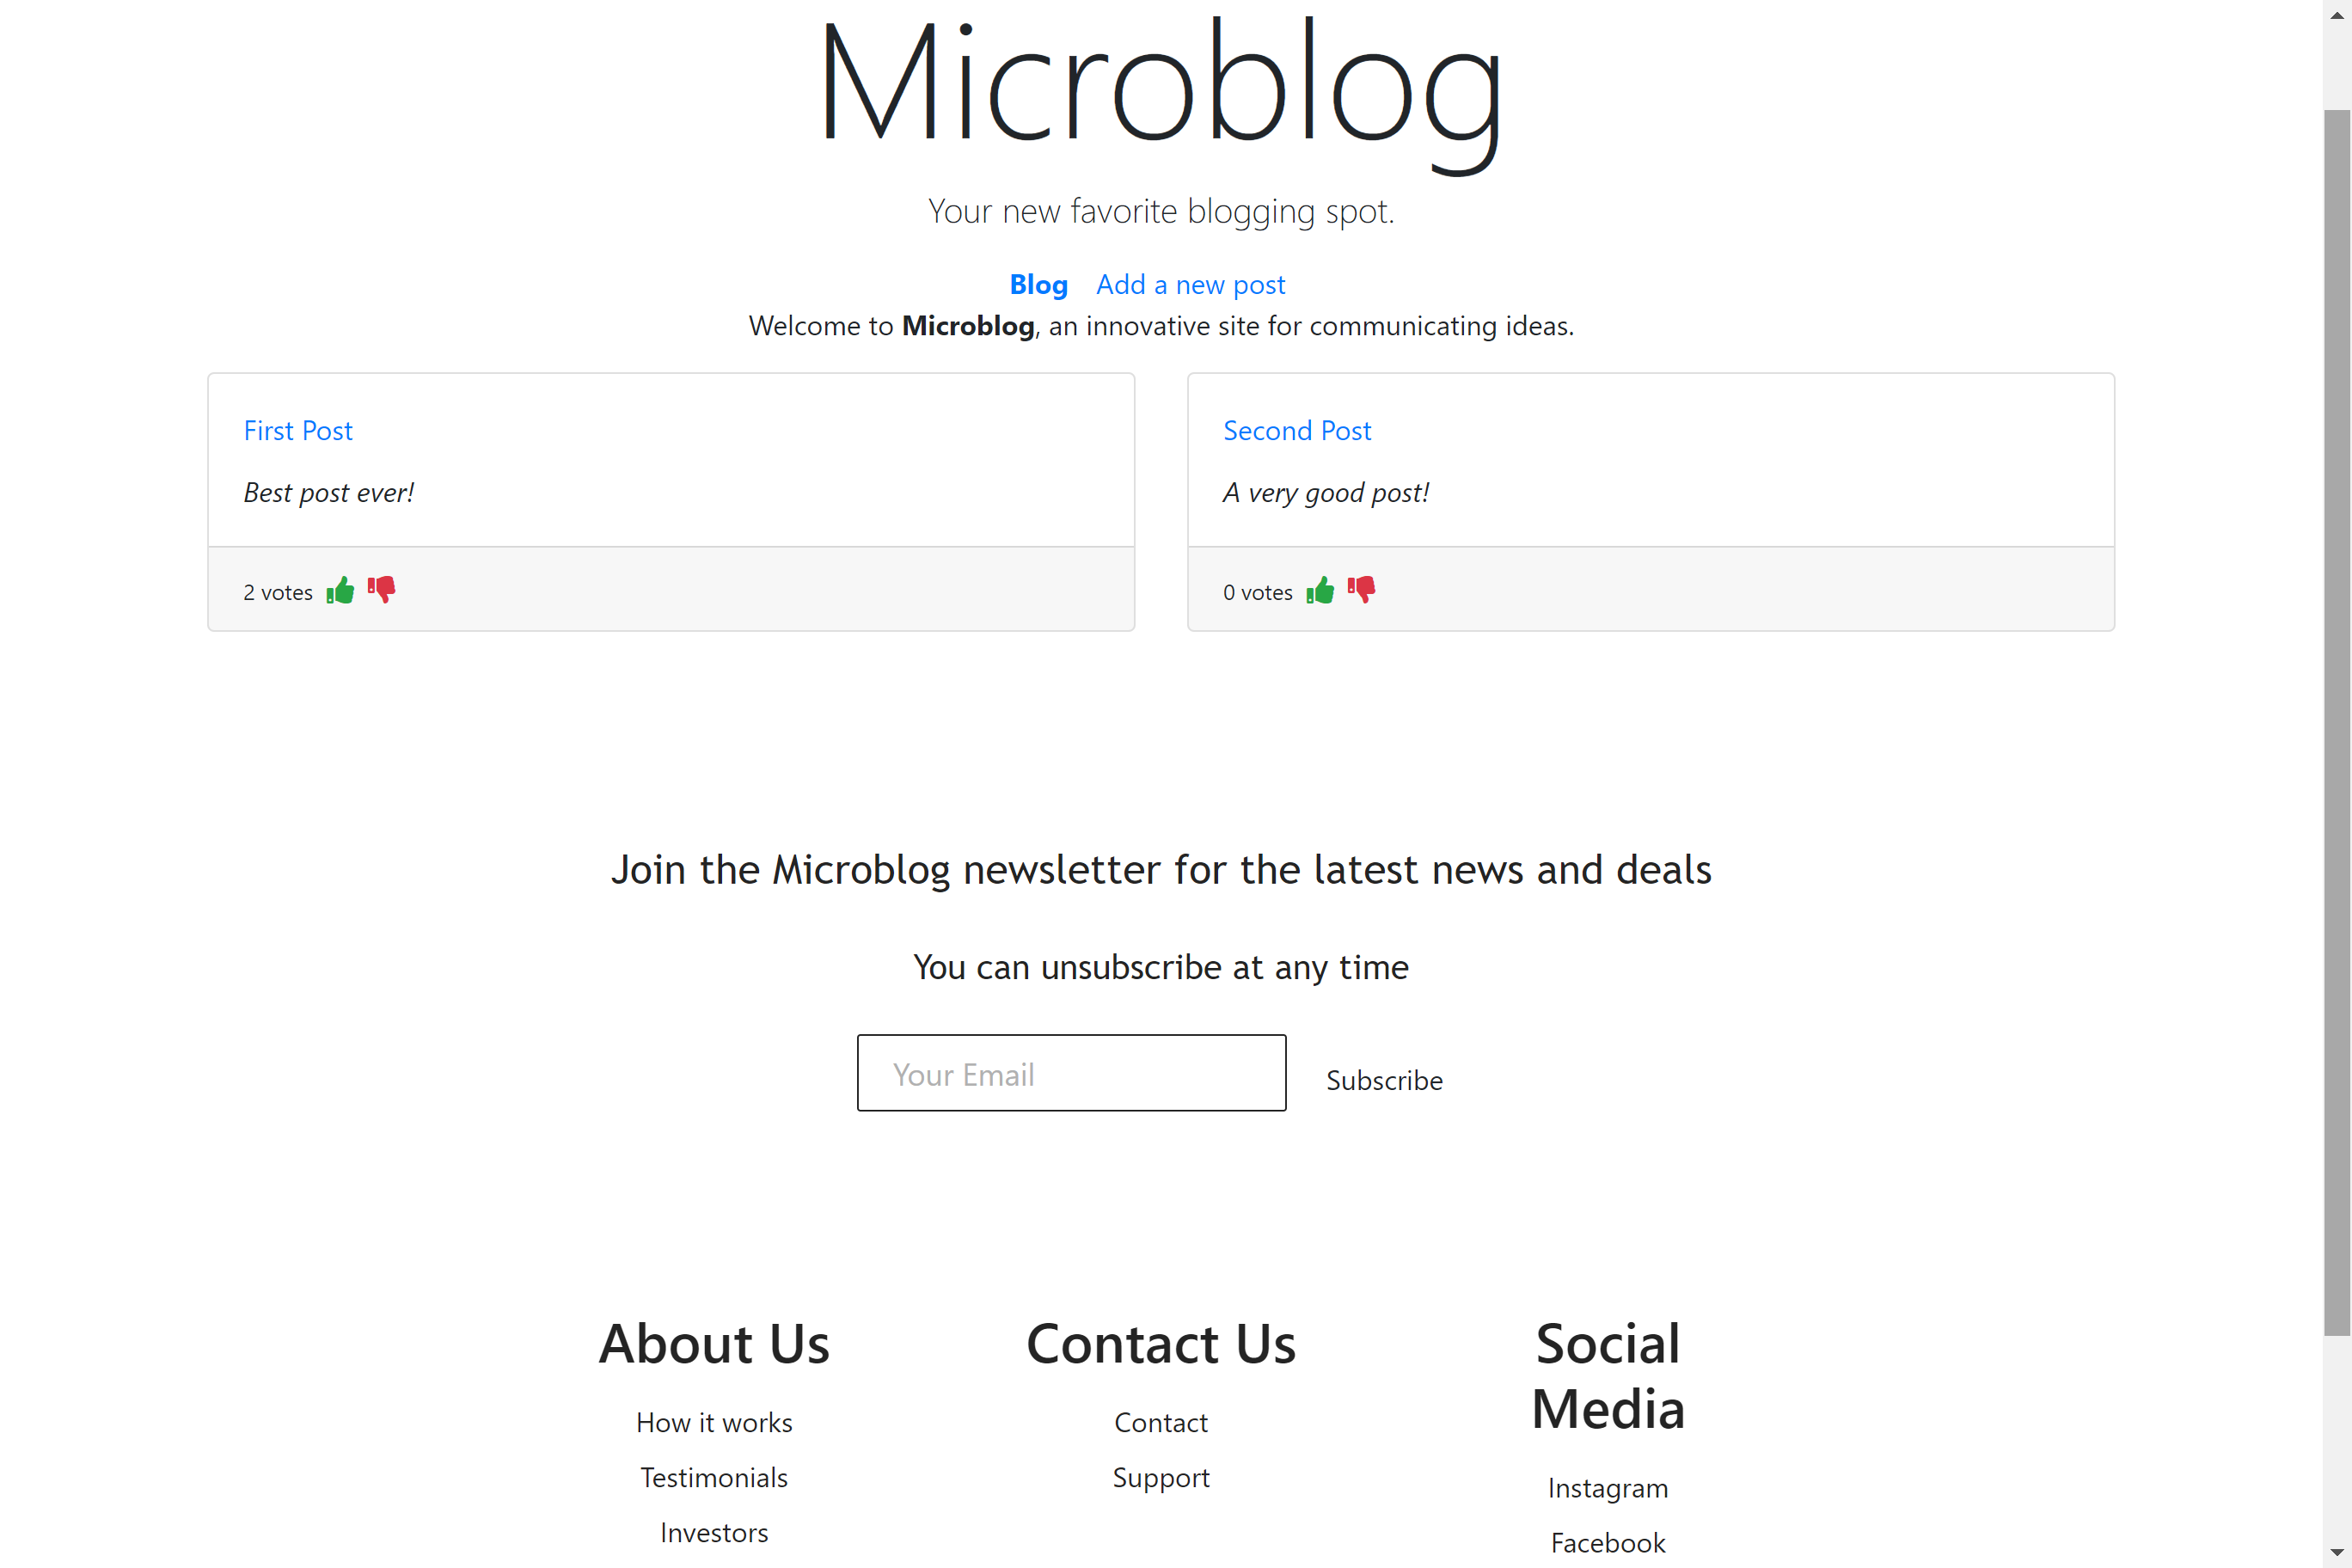 Microblog
Your new favorite blogging spot.
Blog Add a new post
Welcome to Microblog, an innovative site for communicating ideas.
First Post
Best post ever!
2 votes
Second Post
A very good post!
0 votes
Join the Microblog newsletter for the latest news and deals
You can unsubscribe at any time
Your Email
Subscribe
About Us
How it works
Testimonials
Investors
Contact Us
Contact
Support
Social
Media
Instagram
Facebook